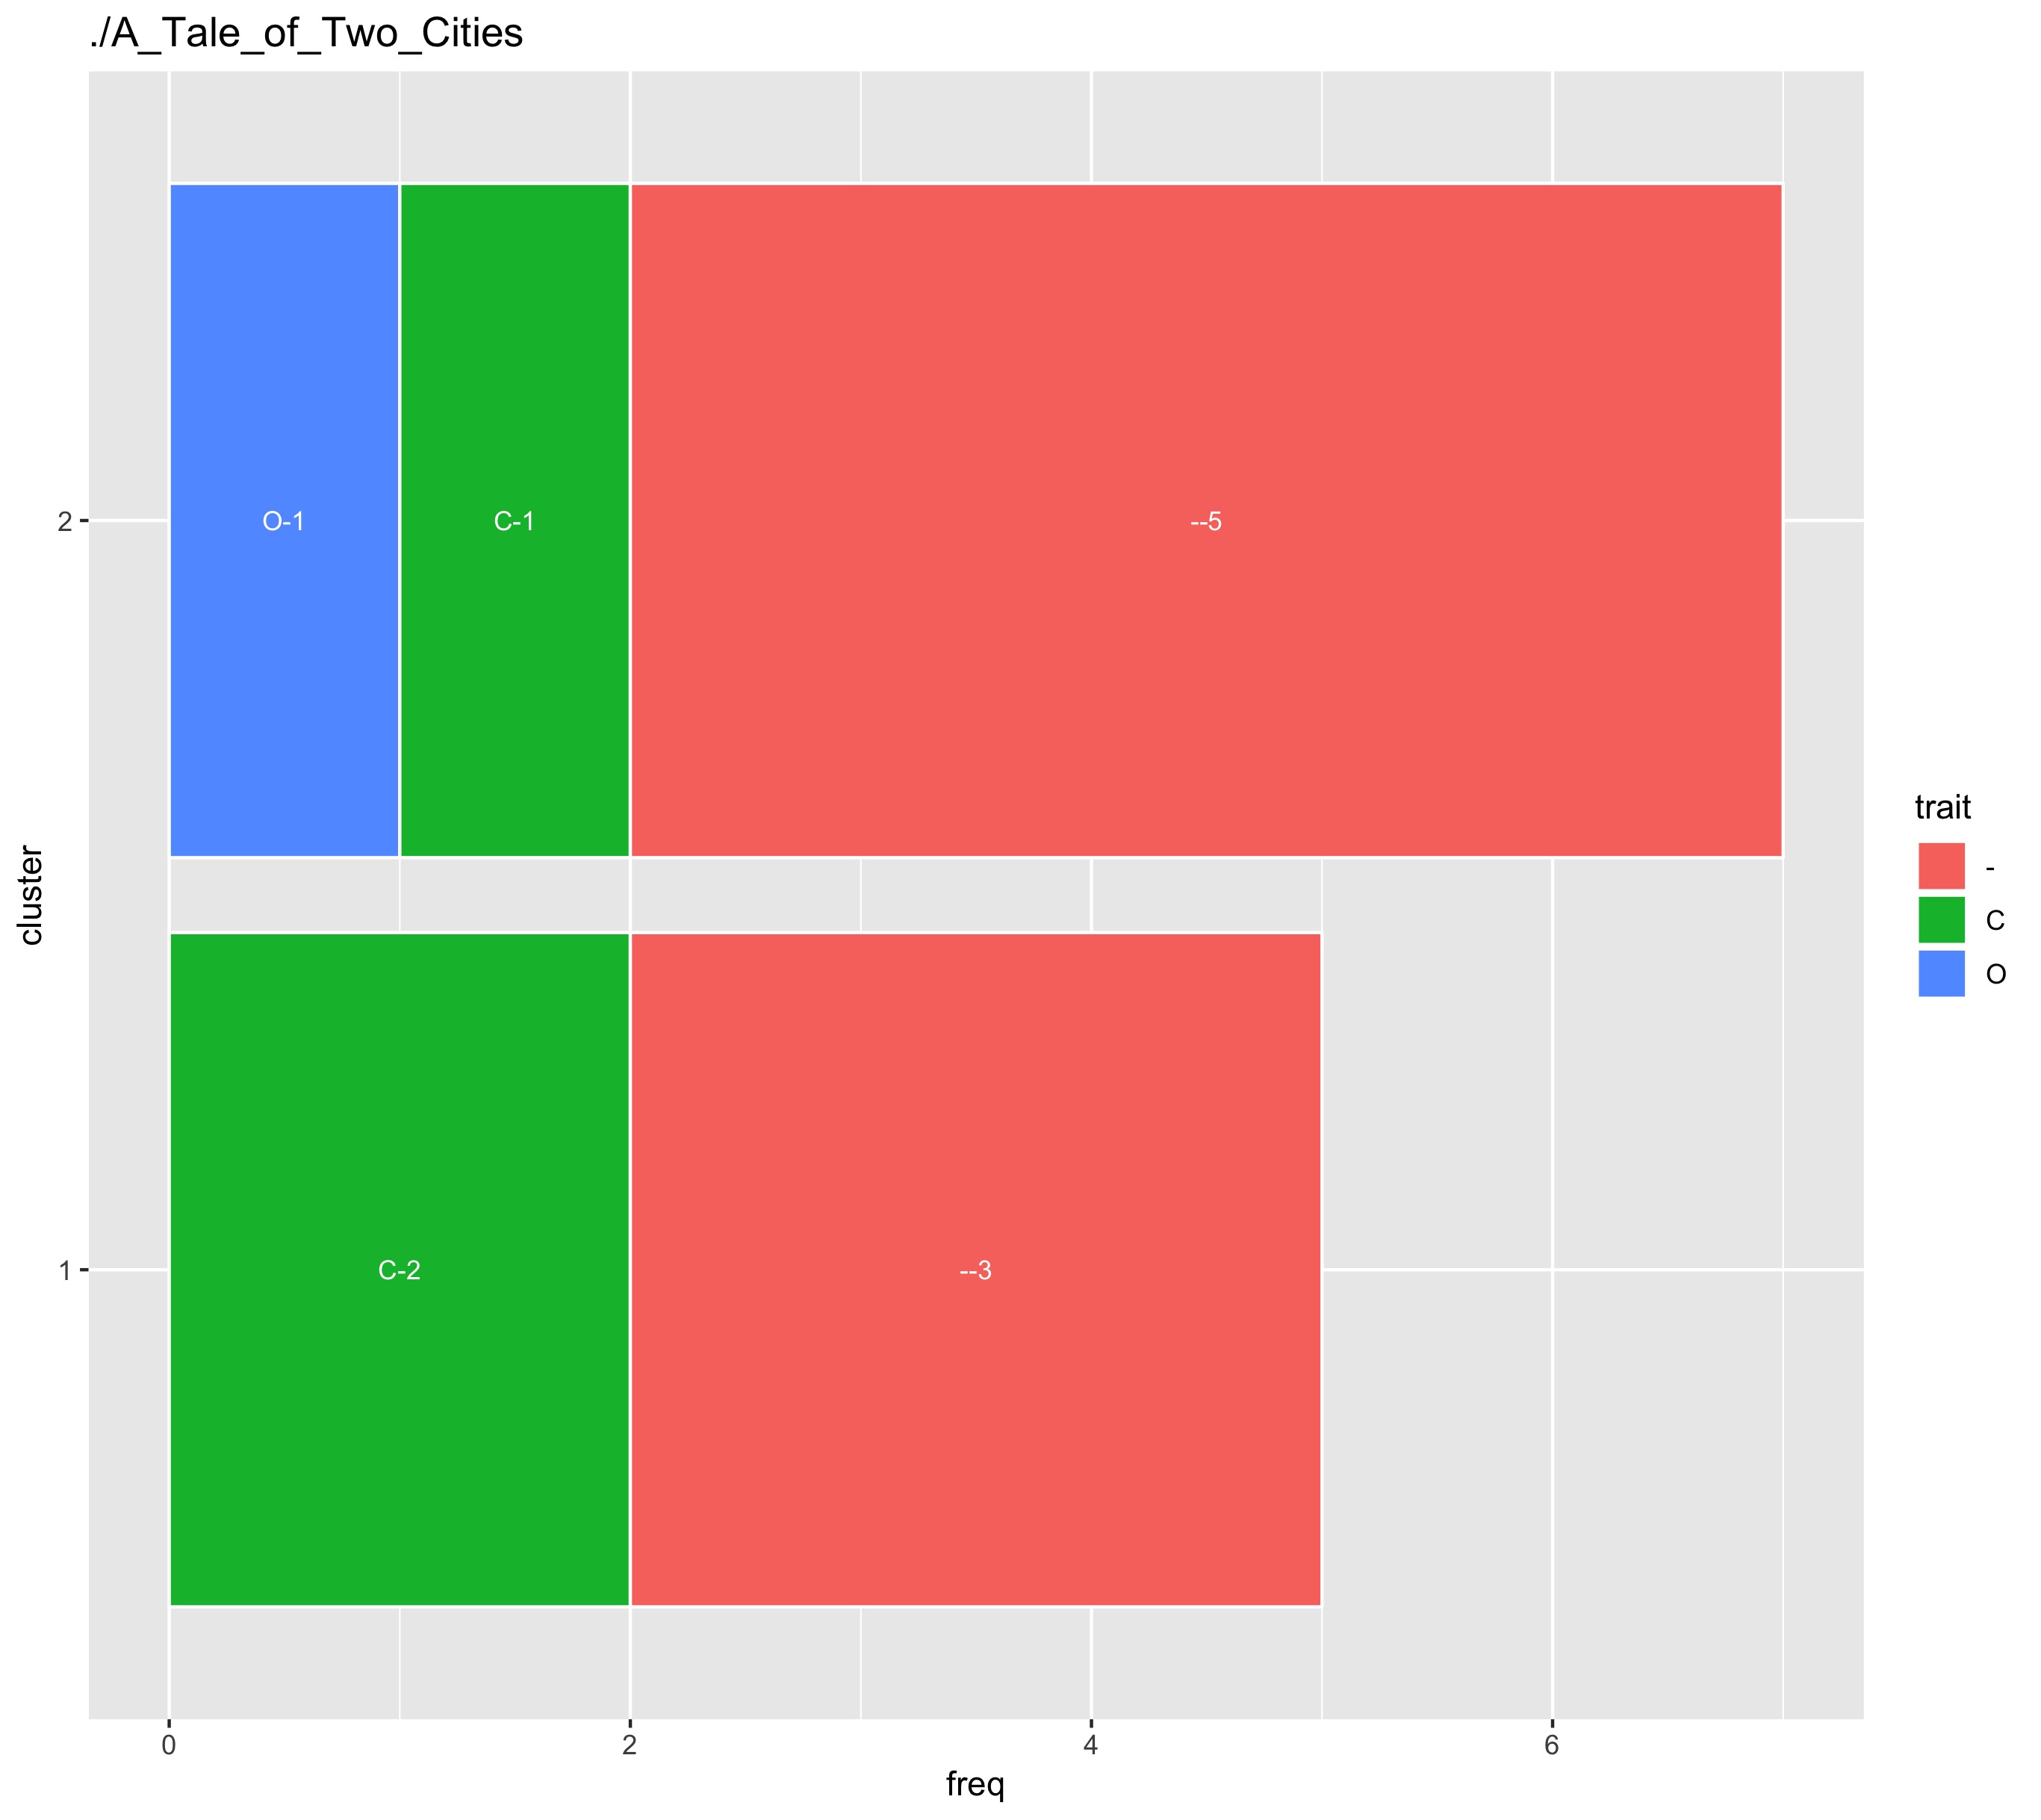 ./A_Tale_of_Two_Cities
cluster
2
O-1
C-1
--5
1
C-2
--3
0
2
4
6
freq
trait
-
C
O